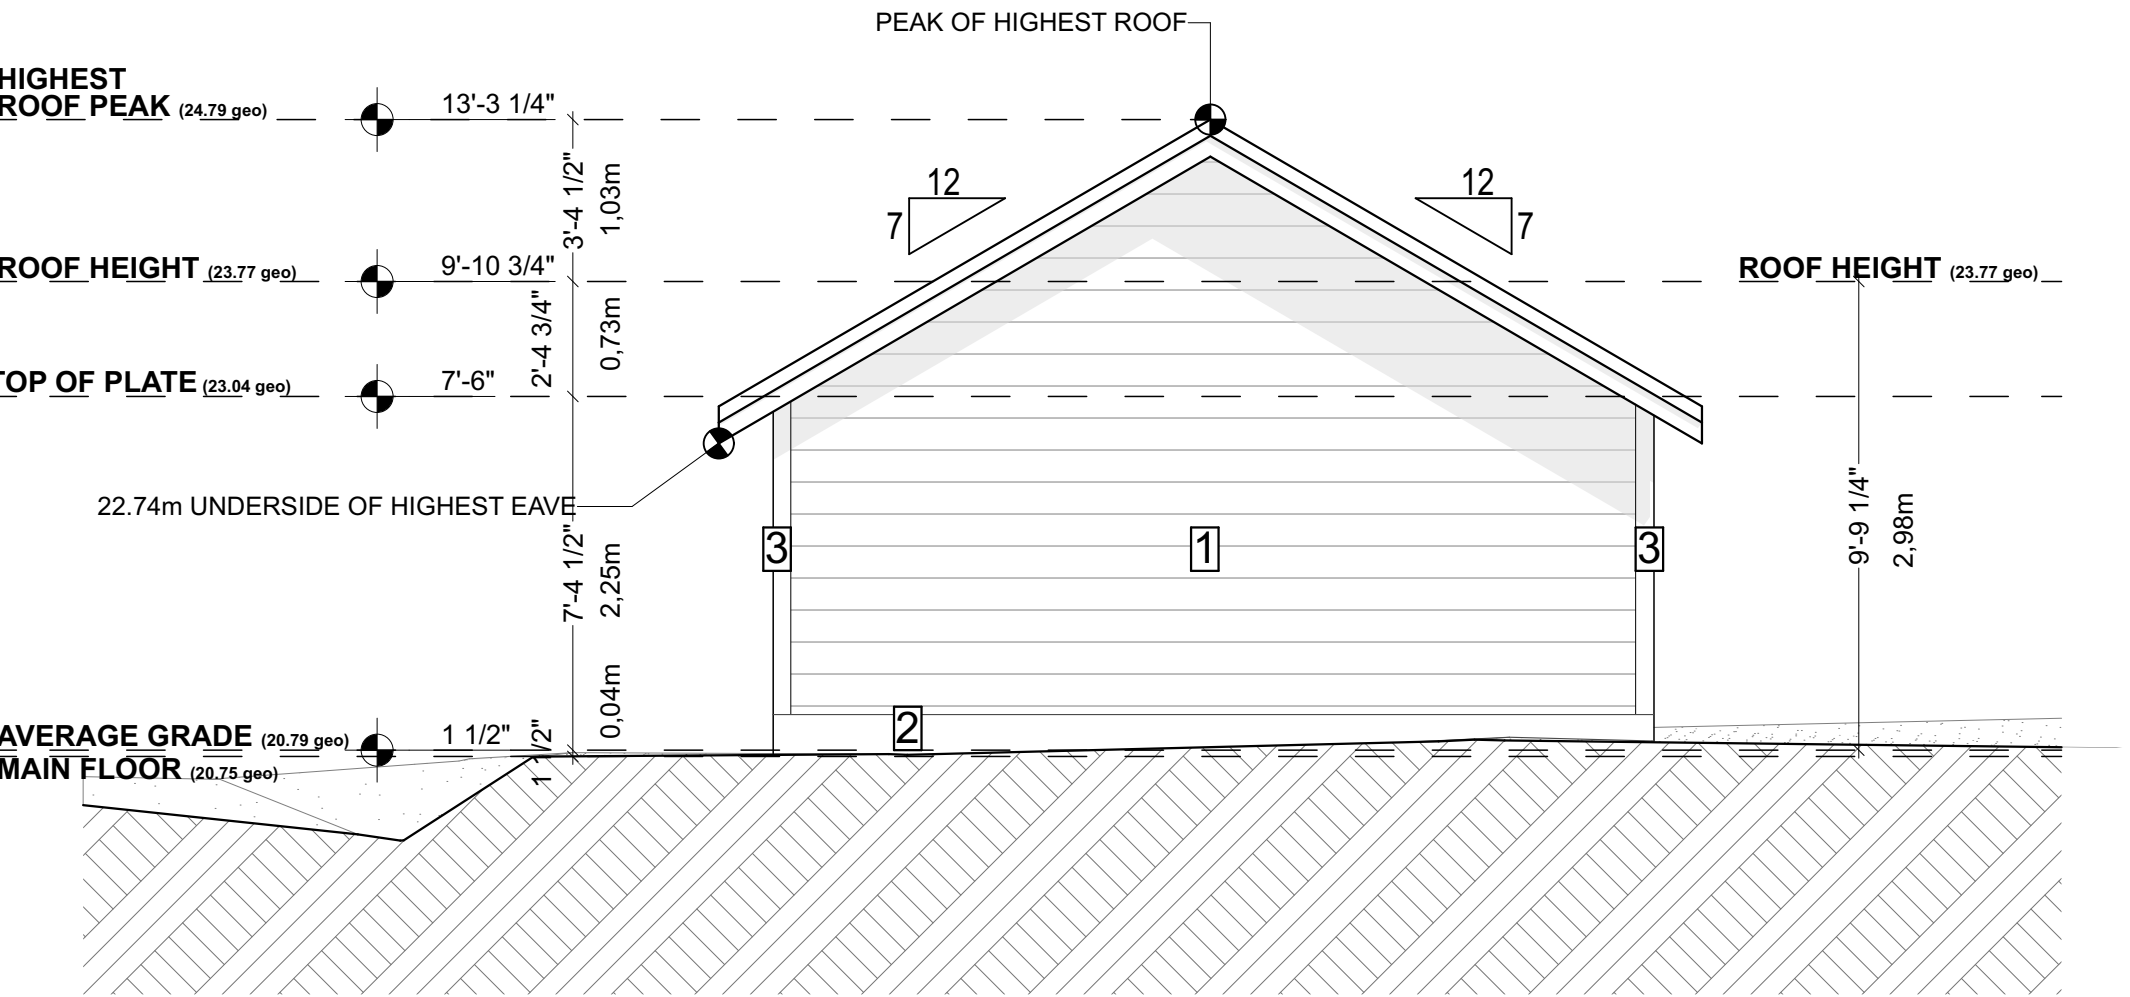 PEAK OF HIGHEST ROOF
HIGHEST
ROOF PEAK (24.79 geo)
13'-3 1/4"
3'-4 1/2"
1,03m
12
7
12
7
ROOF HEIGHT (23.77 geo)
9'-10 3/4"
2'-4 3/4"
0,73m
ROOF HEIGHT (23.77 geo)
TOP OF PLATE (23.04 geo)
7'-6"
22.74m UNDERSIDE OF HIGHEST EAVE
7'-4 1/2"
2,25m
3
1
3
9'-9 1/4"
2,98m
0,04m
2
AVERAGE GRADE (20.79 geo)
1 1/2"
1 1/2"
MAIN FLOOR (20.75 geo)